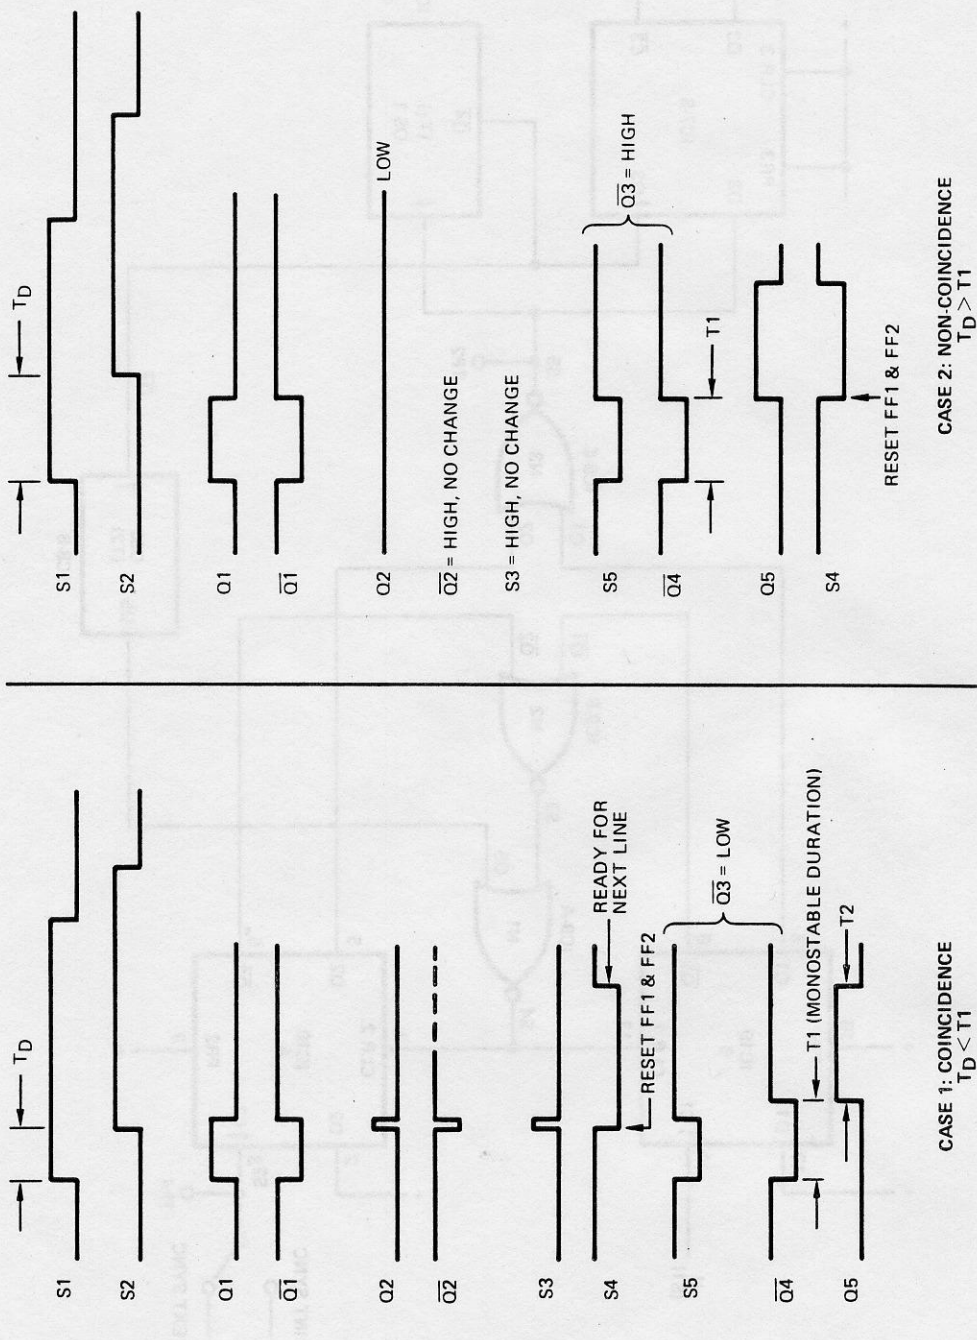 S1
T_D
S2
Q1
Q̅1̅
Q2
Q̅2̅
S3
S4
READY FOR
NEXT LINE
RESET FF1 & FF2
S5
Q̅3̅ = LOW
Q̅4̅
T1 (MONOSTABLE DURATION)
Q5
T2
CASE 1: COINCIDENCE
T_D < T1
S1
T_D
S2
Q1
Q̅1̅
Q2
LOW
Q̅2̅ = HIGH, NO CHANGE
S3 = HIGH, NO CHANGE
S5
Q̅3̅ = HIGH
Q̅4̅
T1
Q5
S4
RESET FF1 & FF2
CASE 2: NON-COINCIDENCE
T_D > T1